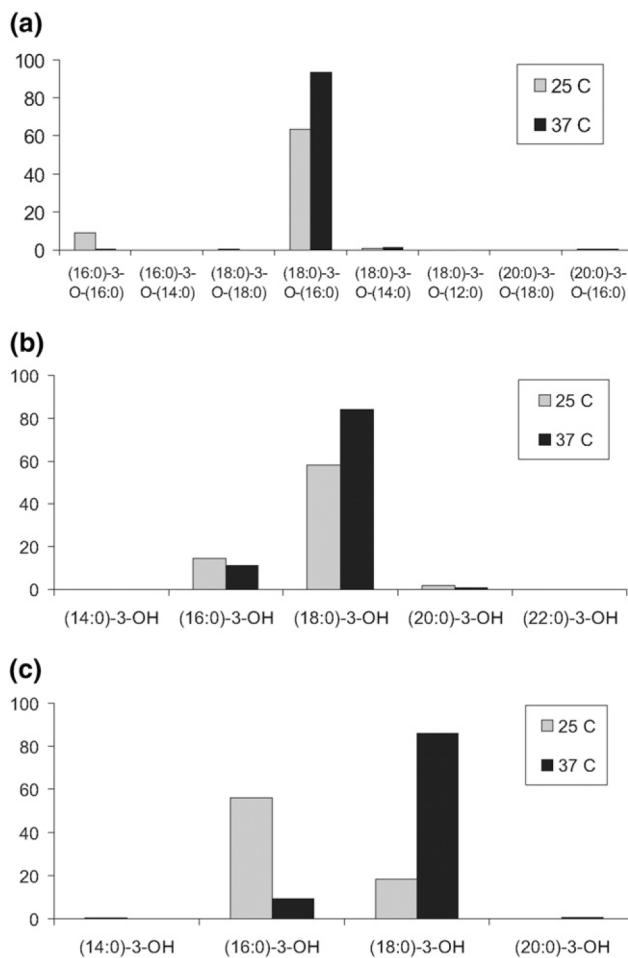 (a)
100
80
60
40
20
0
25 C
37 C
(16:0)-3- (16:0)-3- (18:0)-3- (18:0)-3- (18:0)-3- (18:0)-3- (20:0)-3- (20:0)-3-
O-(16:0) O-(14:0) O-(18:0) O-(16:0) O-(14:0) O-(12:0) O-(18:0) O-(16:0)
(b)
100
80
60
40
20
0
25 C
37 C
(14:0)-3-OH (16:0)-3-OH (18:0)-3-OH (20:0)-3-OH (22:0)-3-OH
(c)
100
80
60
40
20
0
25 C
37 C
(14:0)-3-OH (16:0)-3-OH (18:0)-3-OH (20:0)-3-OH